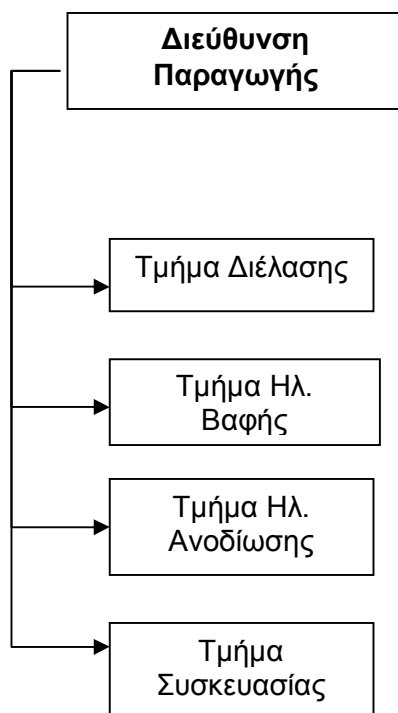 Διεύθυνση
Παραγωγής
Τμήμα Διέλασης
Τμήμα Ηλ.
Βαφής
Τμήμα Ηλ.
Ανοδίωσης
Τμήμα
Συσκευασίας